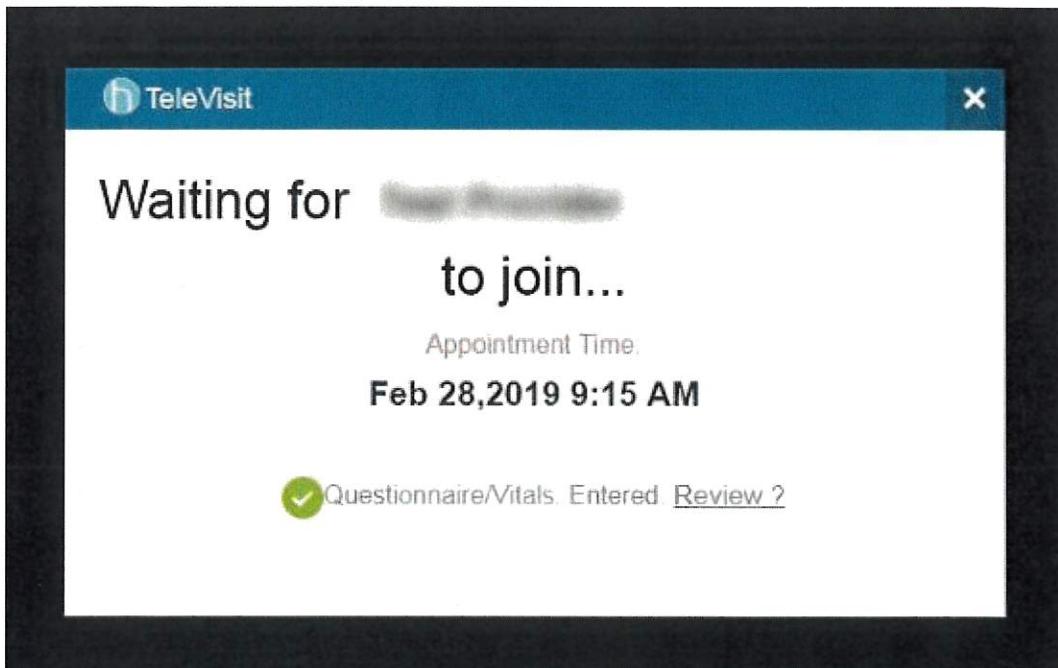 TeleVisit
Waiting for
to join...
Appointment Time.
Feb 28,2019 9:15 AM
Questionnaire/Vitals. Entered. Review ?